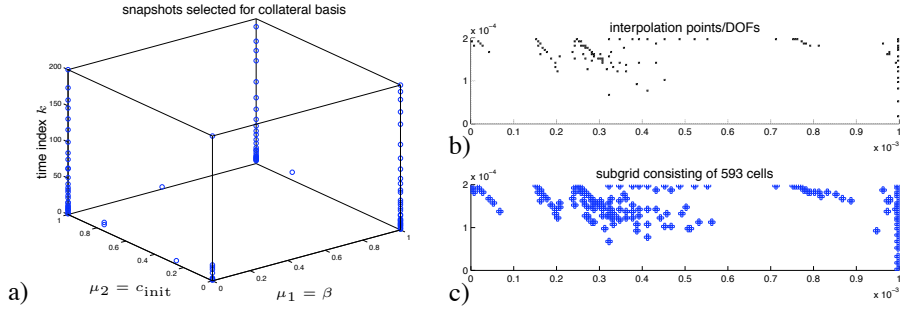 snapshots selected for collateral basis
200
150
100
50
0
time index k
1
0.8
0.6
0.4
0.2
0
0
0.2
0.4
0.6
0.8
1
a) μ₂ = c_init μ₁ = β
interpolation points/DOFs
2 x 10⁻⁴
1
0
b) 0 0.1 0.2 0.3 0.4 0.5 0.6 0.7 0.8 0.9 1
x 10⁻³
subgrid consisting of 593 cells
2 x 10⁻⁴
1
0
c) 0 0.1 0.2 0.3 0.4 0.5 0.6 0.7 0.8 0.9 1
x 10⁻³